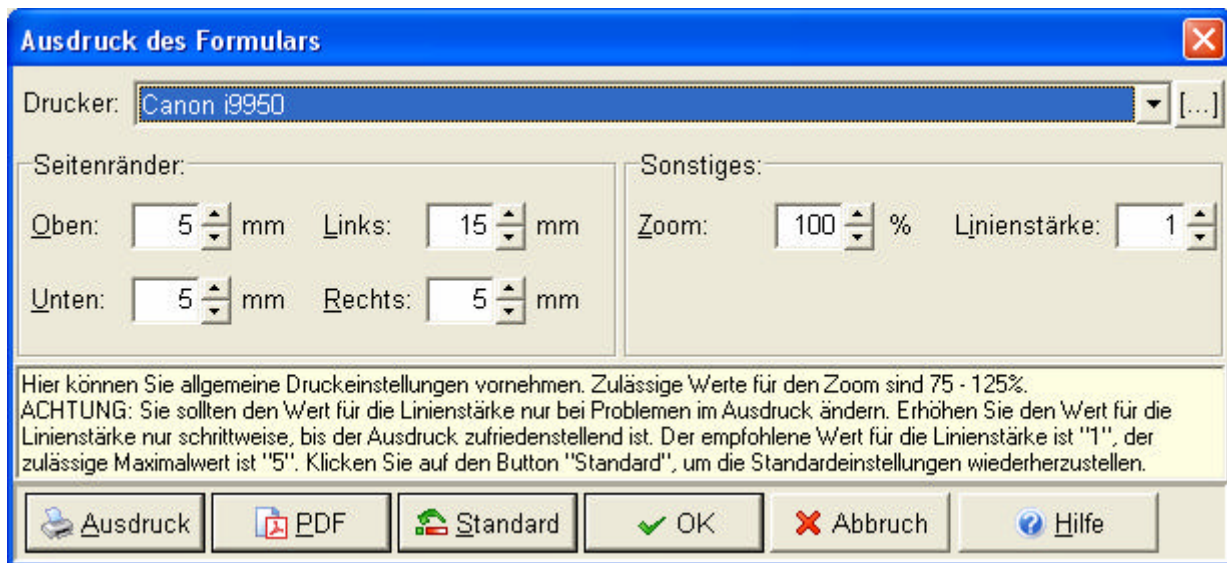 Ausdruck des Formulars
Drucker: Canon i9950 [...]
Seitenränder: Sonstiges:
Oben: 5 mm Links: 15 mm Zoom: 100 % Linienstärke: 1
Unten: 5 mm Rechts: 5 mm
Hier können Sie allgemeine Druckeinstellungen vornehmen. Zulässige Werte für den Zoom sind 75 - 125%.
ACHTUNG: Sie sollten den Wert für die Linienstärke nur bei Problemen im Ausdruck ändern. Erhöhen Sie den Wert für die
Linienstärke nur schrittweise, bis der Ausdruck zufriedenstellend ist. Der empfohlene Wert für die Linienstärke ist "1", der
zulässige Maximalwert ist "5". Klicken Sie auf den Button "Standard", um die Standardeinstellungen wiederherzustellen.
Ausdruck PDF Standard OK Abbruch Hilfe